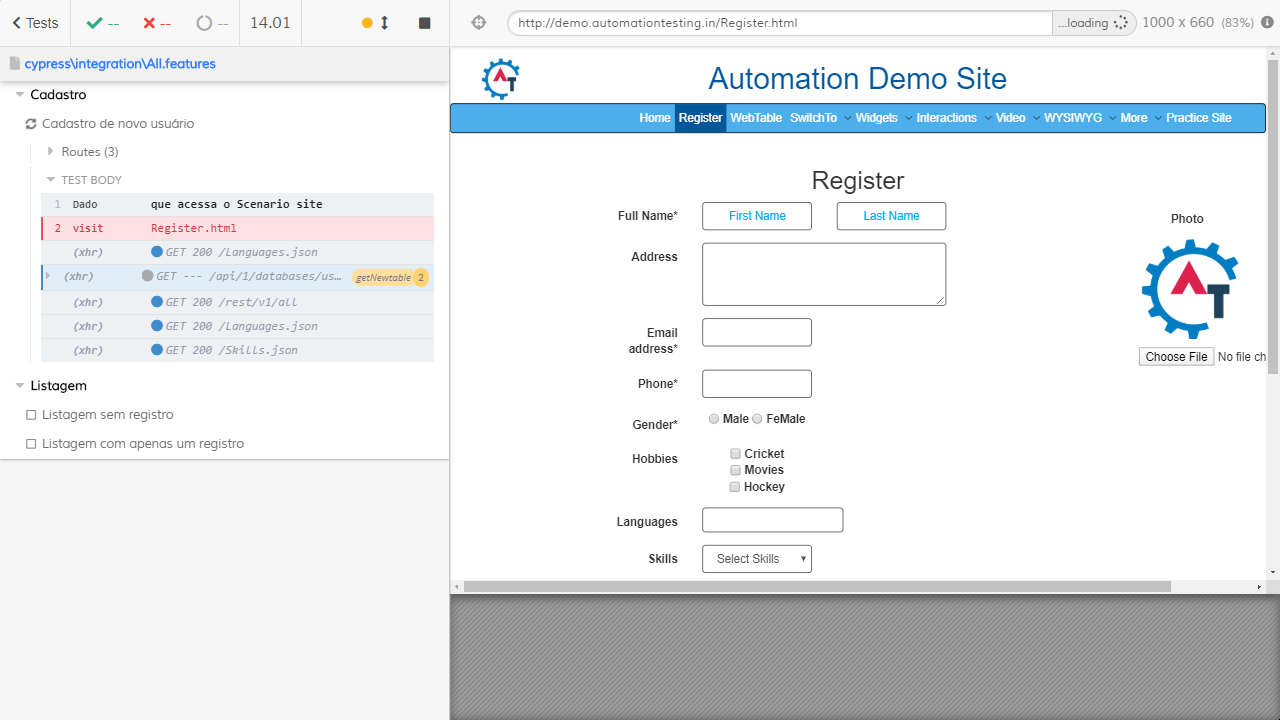 Tests -- -- -- 14.01
http://demo.automationtesting.in/Register.html ...loading 1000 x 660 (83%)
cypress\integration\All.features
Cadastro
Cadastro de novo usuário
Routes (3)
TEST BODY
1 Dado que acessa o Scenario site
2 visit Register.html
(xhr) GET 200 /Languages.json
(xhr) GET --- /api/1/databases/us... getNewtable 2
(xhr) GET 200 /rest/v1/all
(xhr) GET 200 /Languages.json
(xhr) GET 200 /Skills.json
Listagem
Listagem sem registro
Listagem com apenas um registro
AT
Automation Demo Site
Home Register WebTable SwitchTo Widgets Interactions Video WYSIWYG More Practice Site
Register
Full Name* First Name Last Name
Photo
Address
AT
Email
address*
Choose File No file ch
Phone*
Gender* Male FeMale
Hobbies Cricket
Movies
Hockey
Languages
Skills Select Skills